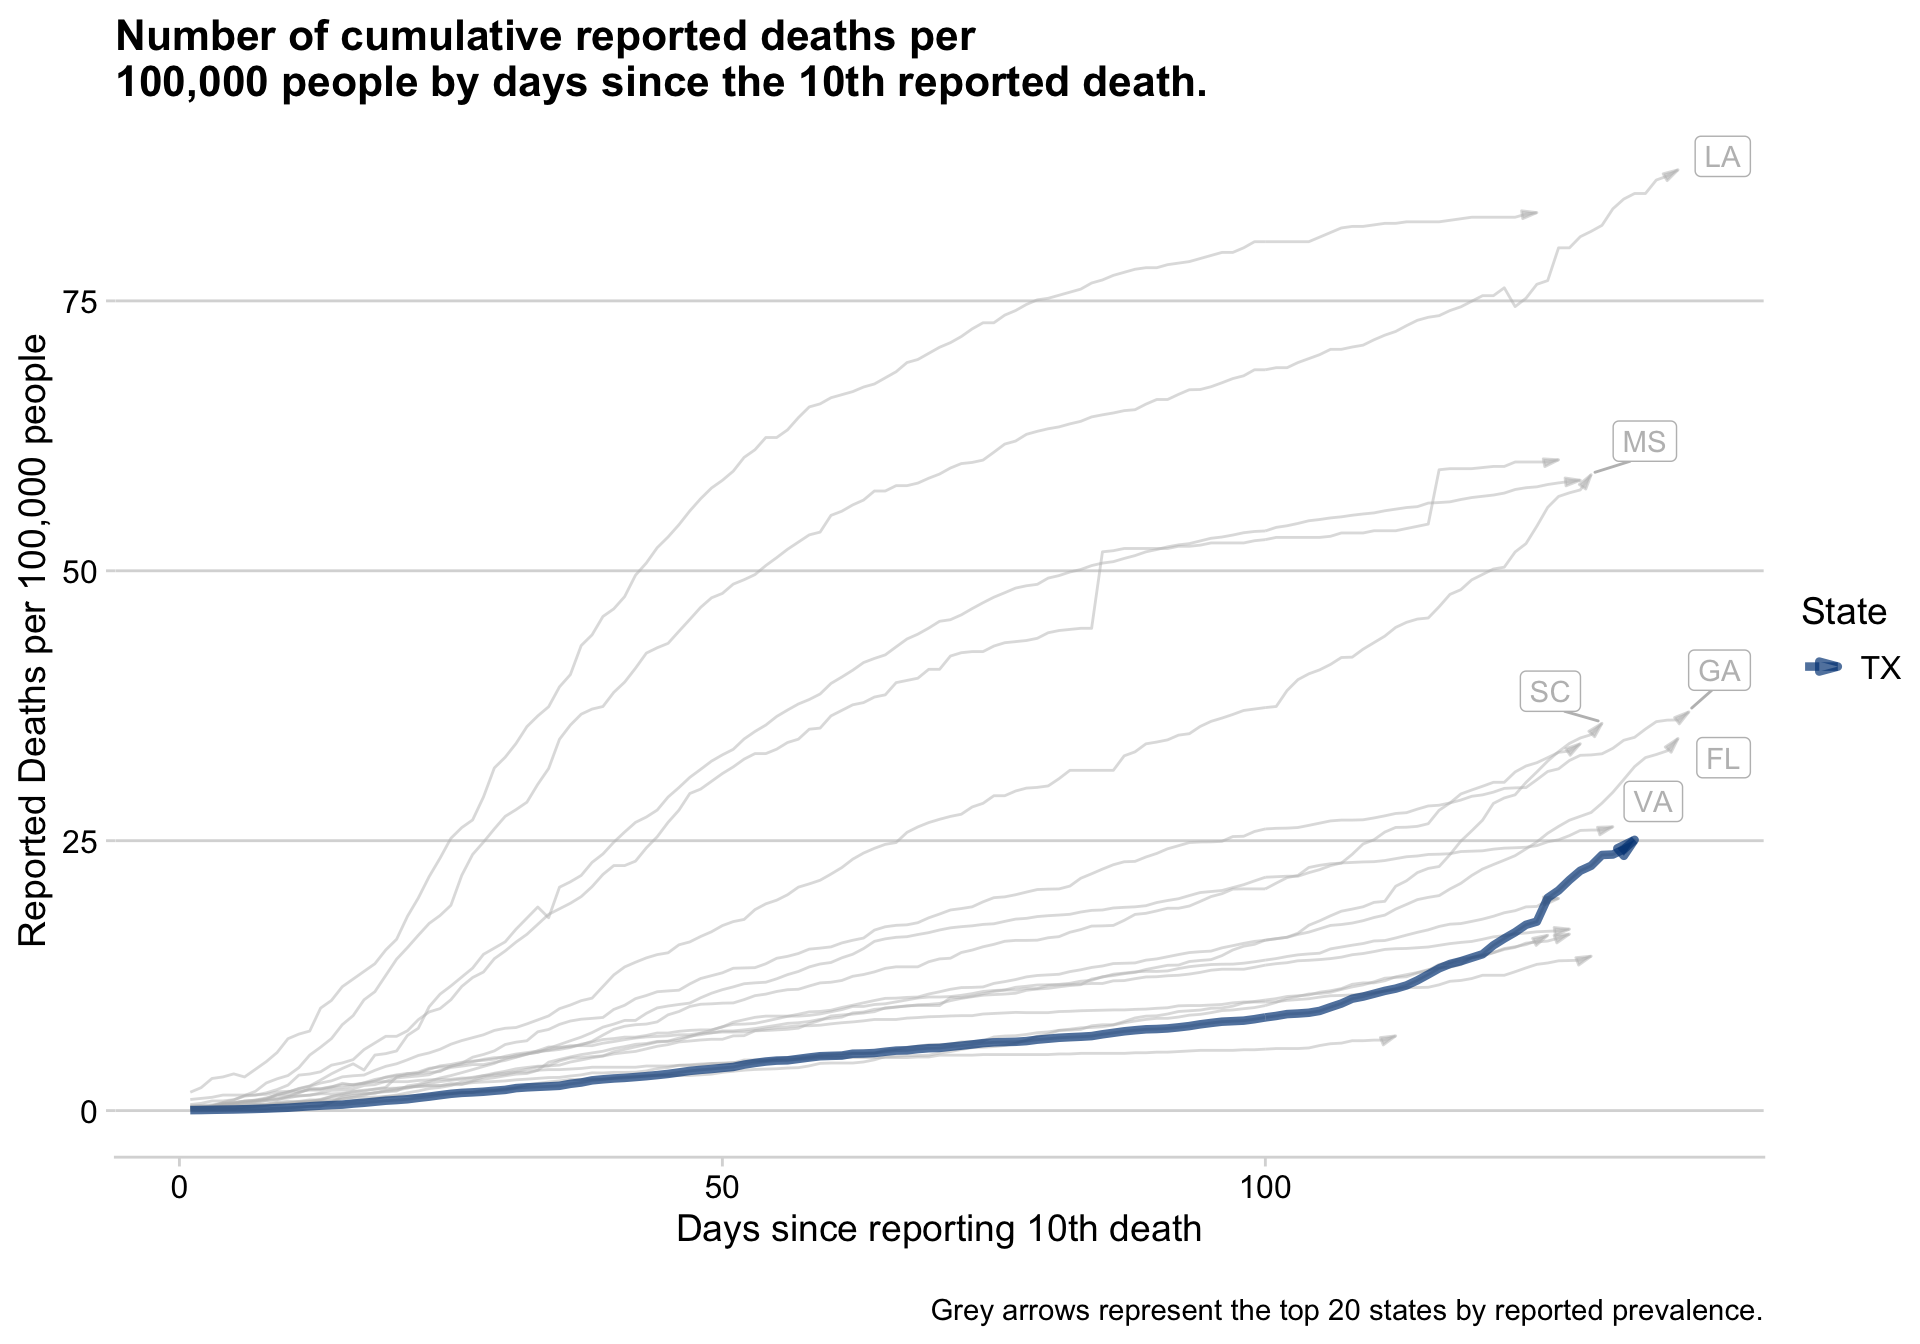 Number of cumulative reported deaths per
100,000 people by days since the 10th reported death.
LA
75
MS
50
State
TX
GA
SC
FL
VA
25
0
Reported Deaths per 100,000 people
0 50 100
Days since reporting 10th death
Grey arrows represent the top 20 states by reported prevalence.